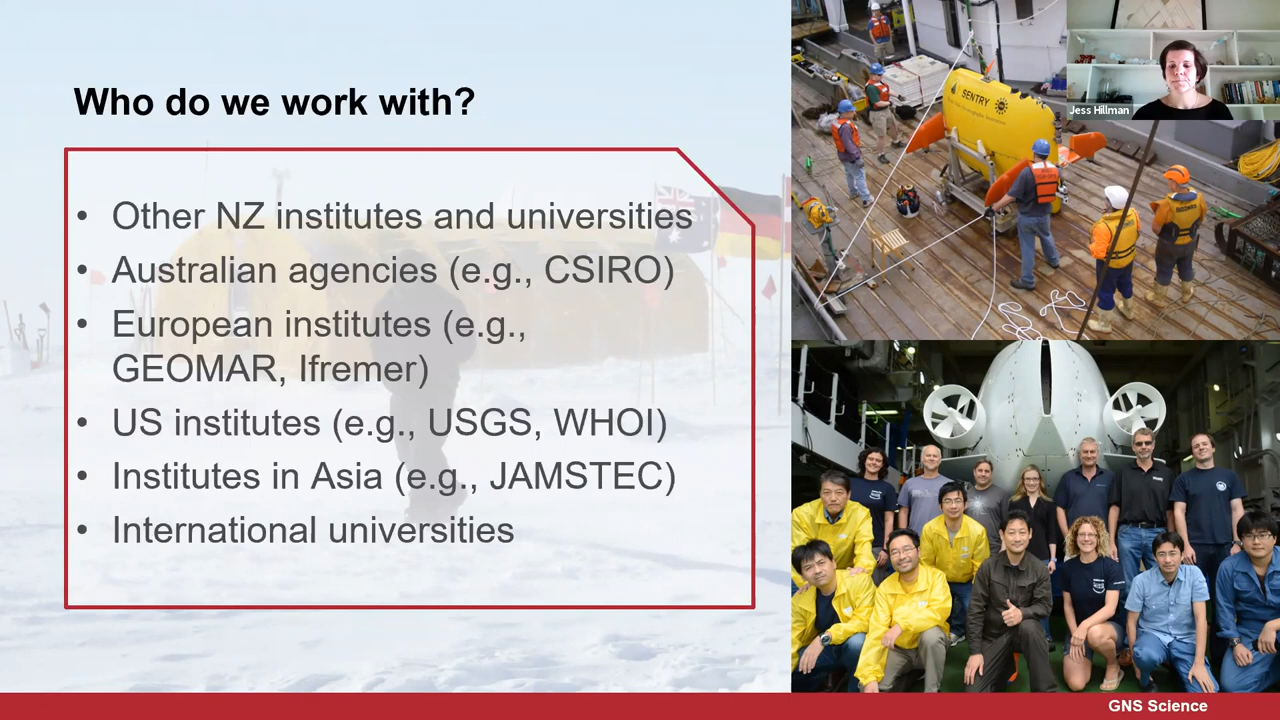 Who do we work with?
• Other NZ institutes and universities
• Australian agencies (e.g., CSIRO)
• European institutes (e.g.,
GEOMAR, Ifremer)
• US institutes (e.g., USGS, WHOI)
• Institutes in Asia (e.g., JAMSTEC)
• International universities
SENTRY
Jess Hillman
GNS Science